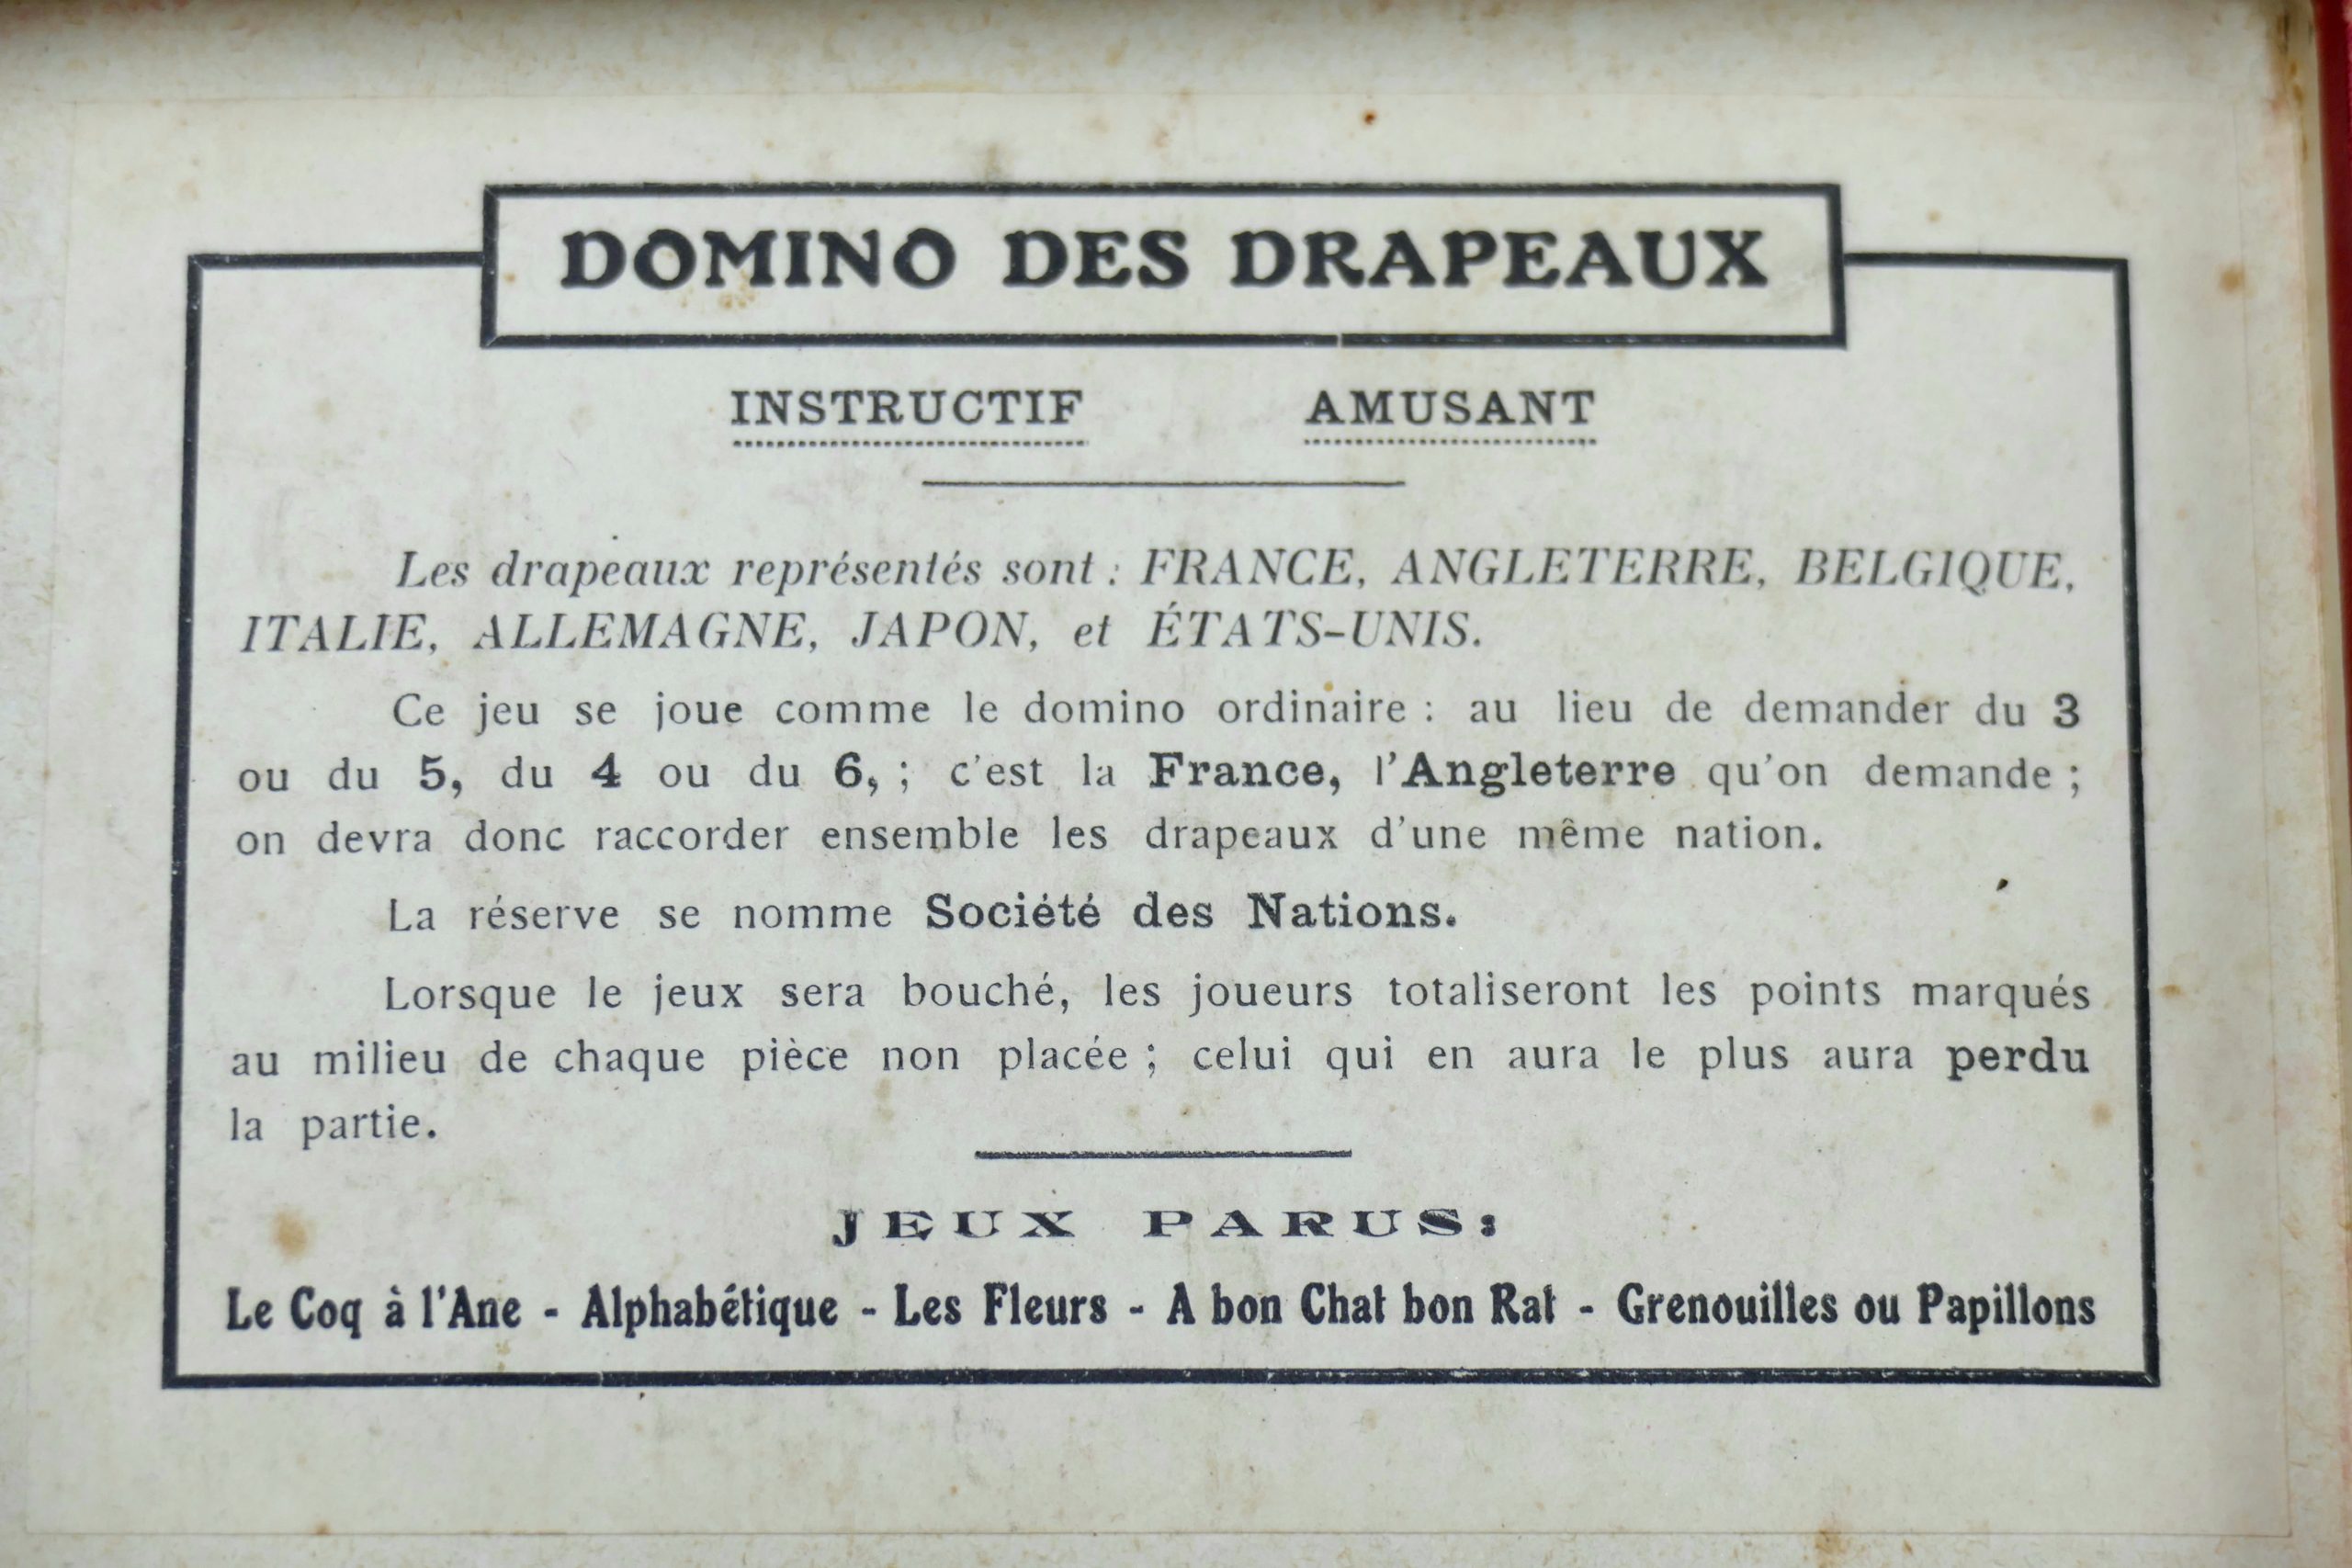 DOMINO DES DRAPEAUX
INSTRUCTIF AMUSANT
Les drapeaux représentés sont : FRANCE, ANGLETERRE, BELGIQUE,
ITALIE, ALLEMAGNE, JAPON, et ÉTATS-UNIS.
Ce jeu se joue comme le domino ordinaire : au lieu de demander du 3
ou du 5, du 4 ou du 6, ; c'est la France, l'Angleterre qu'on demande ;
on devra donc raccorder ensemble les drapeaux d'une même nation.
La réserve se nomme Société des Nations.
Lorsque le jeux sera bouché, les joueurs totaliseront les points marqués
au milieu de chaque pièce non placée ; celui qui en aura le plus aura perdu
la partie.
JEUX PARUS:
Le Coq à l'Ane - Alphabétique - Les Fleurs - A bon Chat bon Rat - Grenouilles ou Papillons